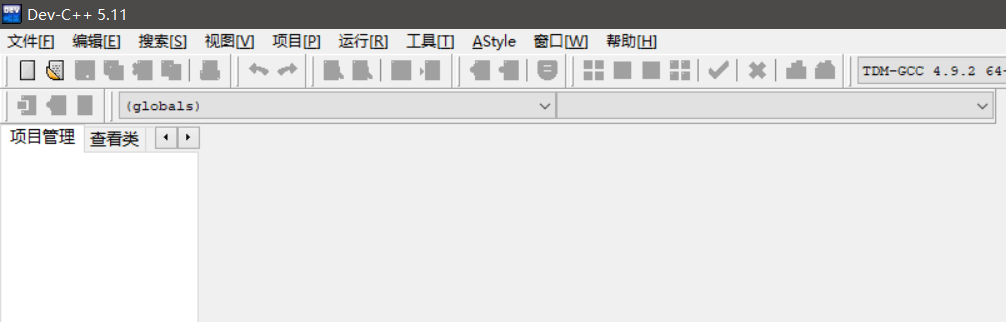 Dev-C++ 5.11
文件[F] 编辑[E] 搜索[S] 视图[V] 项目[P] 运行[R] 工具[T] AStyle 窗口[W] 帮助[H]
TDM-GCC 4.9.2 64-
(globals)
项目管理 查看类